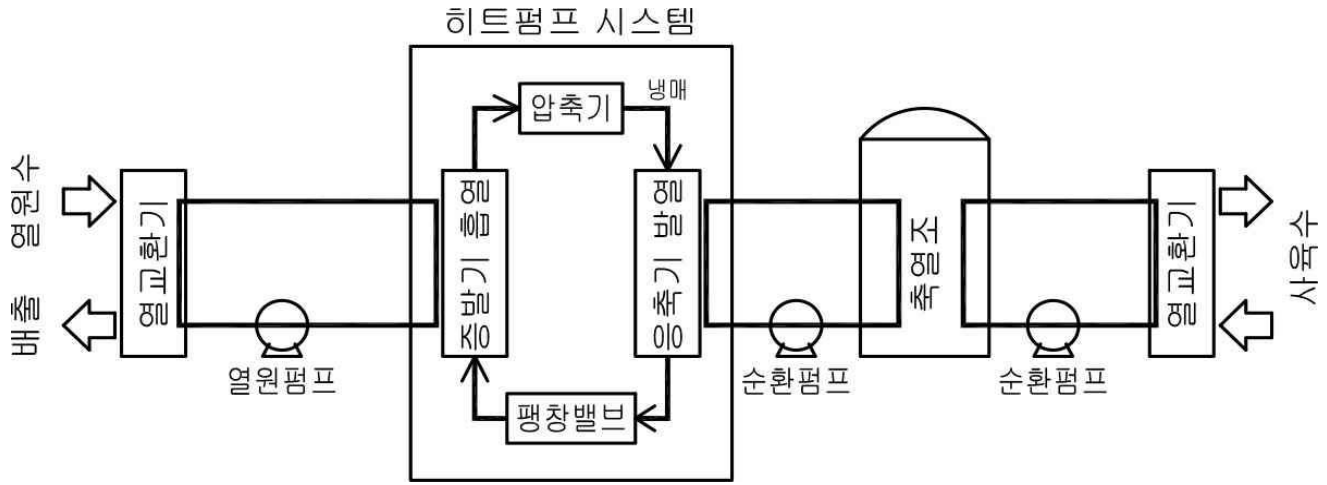 히트펌프 시스템
압축기
냉매
열원수
배출
열교환기
열원펌프
증발기 흡열
응축기 발열
팽창밸브
순환펌프
축열조
순환펌프
열교환기
사육수